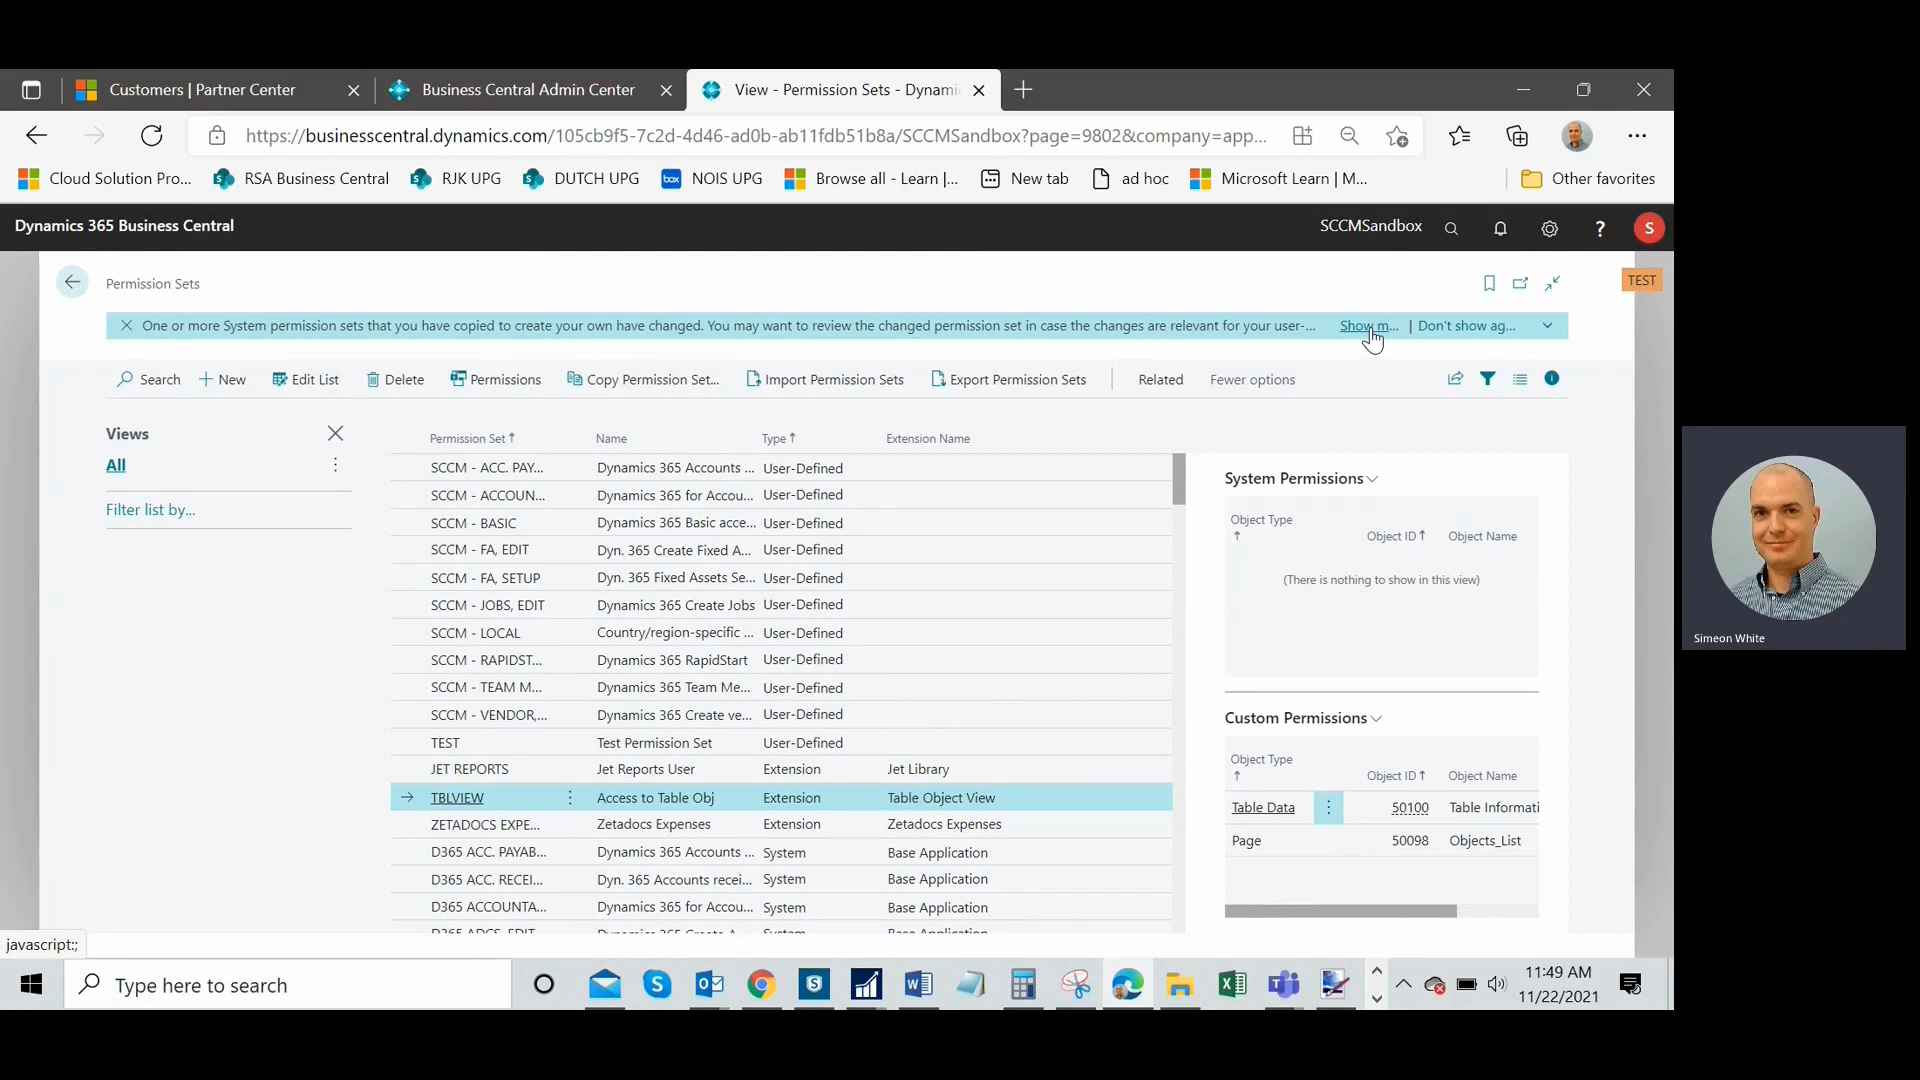 Customers | Partner Center
Business Central Admin Center
View - Permission Sets - Dynami
https://businesscentral.dynamics.com/105cb9f5-7c2d-4d46-ad0b-ab11fdb51b8a/SCCMSandbox?page=9802&company=app...
Cloud Solution Pro... RSA Business Central RJK UPG DUTCH UPG box NOIS UPG Browse all - Learn |... New tab ad hoc Microsoft Learn | M... Other favorites
Dynamics 365 Business Central SCCMSandbox ? S
Permission Sets TEST
One or more System permission sets that you have copied to create your own have changed. You may want to review the changed permission set in case the changes are relevant for your user-... Show m... | Don't show ag...
Search New Edit List Delete Permissions Copy Permission Set... Import Permission Sets Export Permission Sets Related Fewer options
Views
All
Filter list by...
Permission Set↑ Name Type↑ Extension Name
SCCM - ACC. PAY... Dynamics 365 Accounts ... User-Defined
SCCM - ACCOUN... Dynamics 365 for Accou... User-Defined
SCCM - BASIC Dynamics 365 Basic acce... User-Defined
SCCM - FA, EDIT Dyn. 365 Create Fixed A... User-Defined
SCCM - FA, SETUP Dyn. 365 Fixed Assets Se... User-Defined
SCCM - JOBS, EDIT Dynamics 365 Create Jobs User-Defined
SCCM - LOCAL Country/region-specific ... User-Defined
SCCM - RAPIDST... Dynamics 365 RapidStart User-Defined
SCCM - TEAM M... Dynamics 365 Team Me... User-Defined
SCCM - VENDOR,... Dynamics 365 Create ve... User-Defined
TEST Test Permission Set User-Defined
JET REPORTS Jet Reports User Extension Jet Library
→ TBLVIEW Access to Table Obj Extension Table Object View
ZETADOCS EXPE... Zetadocs Expenses Extension Zetadocs Expenses
D365 ACC. PAYAB... Dynamics 365 Accounts ... System Base Application
D365 ACC. RECEI... Dyn. 365 Accounts recei... System Base Application
D365 ACCOUNTA... Dynamics 365 for Accou... System Base Application
System Permissions
Object Type
↑ Object ID↑ Object Name
(There is nothing to show in this view)
Custom Permissions
Object Type
↑ Object ID↑ Object Name
Table Data 50100 Table Informati
Page 50098 Objects_List
Simeon White
javascript:;
Type here to search
11:49 AM
11/22/2021